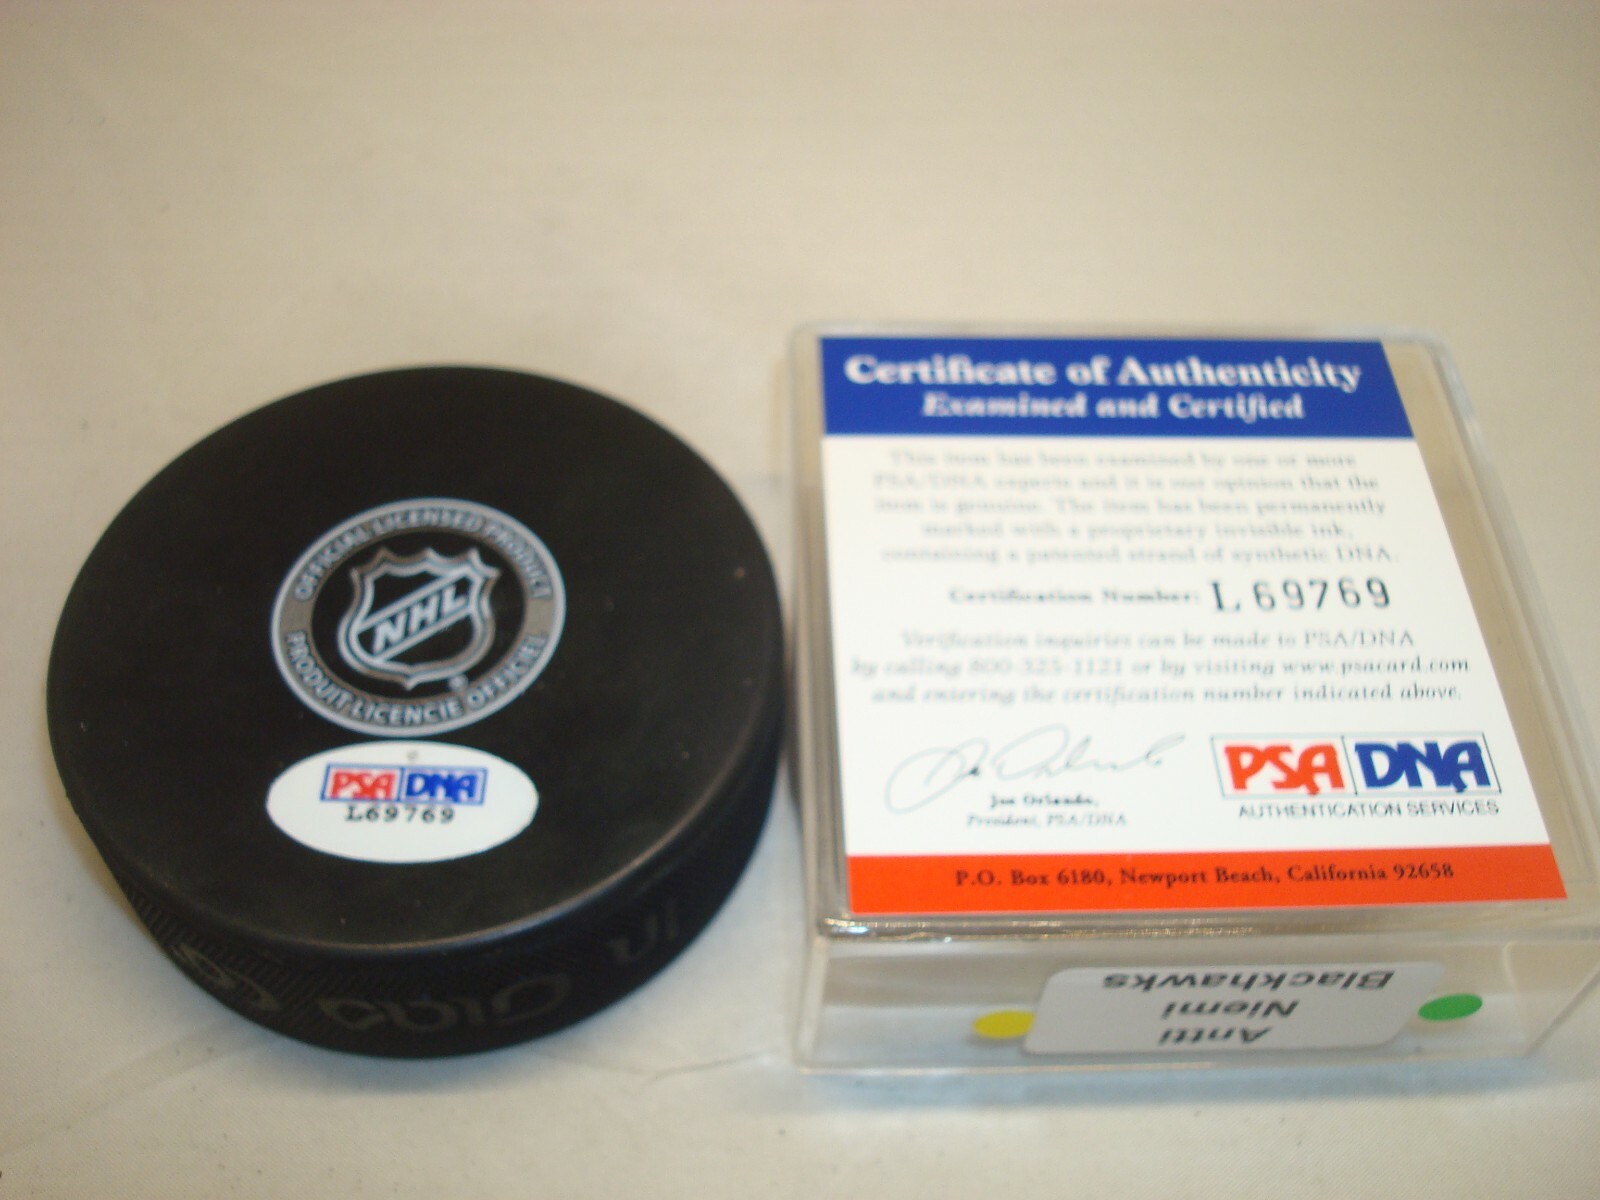 OFFICIAL LICENSED PRODUCT
NHL
PRODUIT LICENCIE OFFICIEL
PSA DNA
L69769
Certificate of Authenticity
Examined and Certified
This item has been examined by one or more
PSA/DNA experts and it is our opinion that the
item is genuine. The item has been permanently
marked with a proprietary invisible ink,
containing a patented strand of synthetic DNA.
Certification Number: L 69769
Verification inquiries can be made to PSA/DNA
by calling 800-325-1121 or by visiting www.psacard.com
and entering the certification number indicated above.
Joe Orlando,
President, PSA/DNA
PSA DNA
AUTHENTICATION SERVICES
P.O. Box 6180, Newport Beach, California 92658
Antti
Niemi
Blackhawks